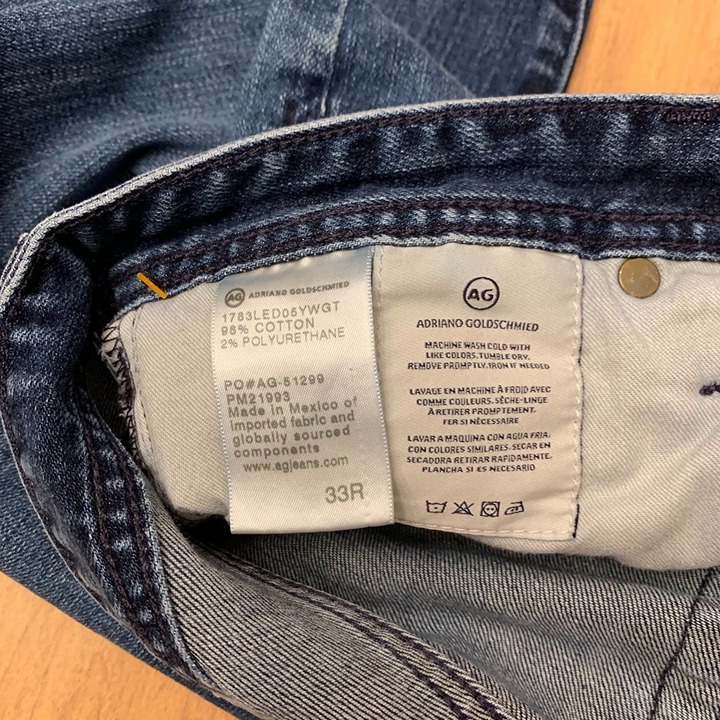 AG ADRIANO GOLDSCHMIED
1783LED05YWGT
98% COTTON
2% POLYURETHANE
PO#AG-51299
PM21993
Made in Mexico of
imported fabric and
globally sourced
components
www.agjeans.com
33R
AG
ADRIANO GOLDSCHMIED
MACHINE WASH COLD WITH
LIKE COLORS. TUMBLE DRY.
REMOVE PROMPTLY. IRON IF NEEDED
LAVAGE EN MACHINE À FROID AVEC
COMME COULEURS. SÈCHE-LINGE
À RETIRER PROMPTEMENT.
FER SI NÉCESSAIRE
LAVAR A MAQUINA CON AGUA FRIA,
CON COLORES SIMILARES. SECAR EN
SECADORA RETIRAR RAPIDAMENTE.
PLANCHA SI ES NECESARIO